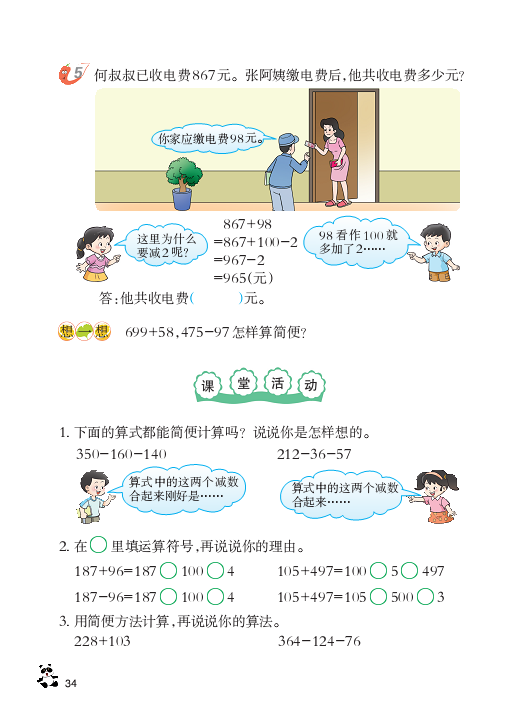 5 何叔叔已收电费867元。张阿姨缴电费后,他共收电费多少元?
你家应缴电费98元。
867+98
=867+100−2
=967−2
=965(元)
这里为什么
要减2呢?
98看作100就
多加了2……
答:他共收电费(  )元。
想一想 699+58,475−97怎样算简便?
课堂活动
1. 下面的算式都能简便计算吗? 说说你是怎样想的。
350−160−140 212−36−57
算式中的这两个减数
合起来刚好是……
算式中的这两个减数
合起来……
2. 在○里填运算符号,再说说你的理由。
187+96=187○100○4 105+497=100○5○497
187−96=187○100○4 105+497=105○500○3
3. 用简便方法计算,再说说你的算法。
228+103 364−124−76
34